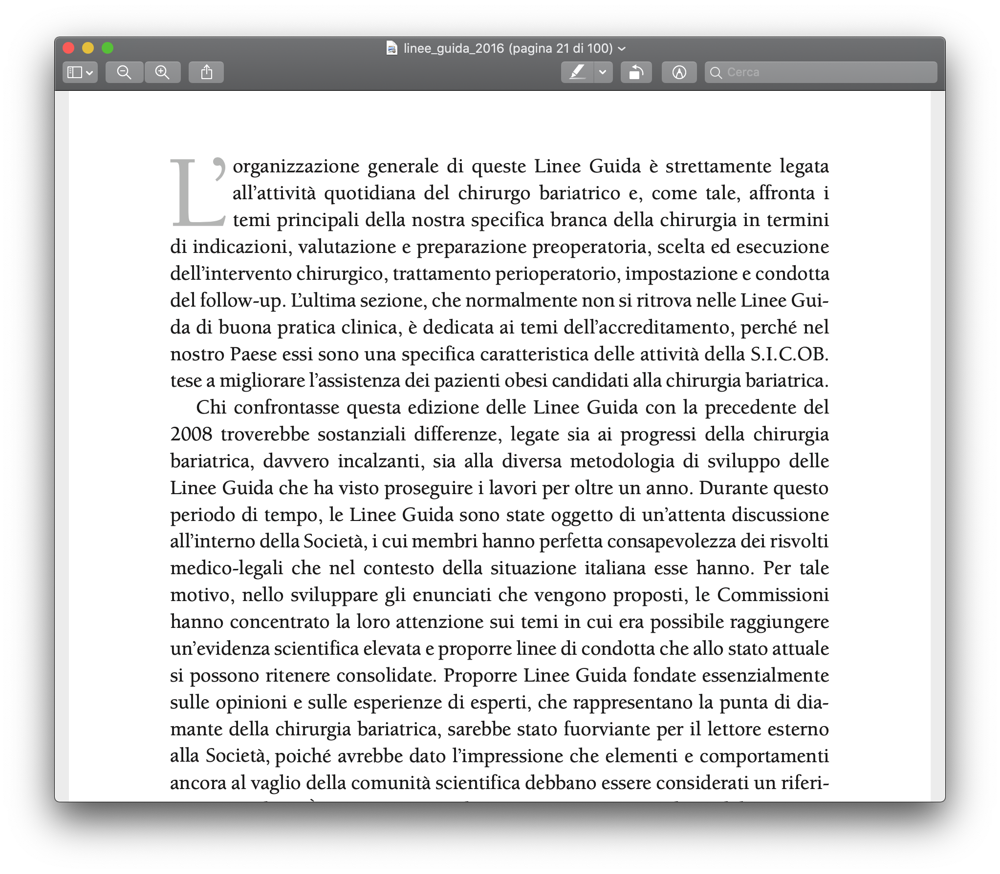 linee_guida_2016 (pagina 21 di 100)
Cerca
L’organizzazione generale di queste Linee Guida è strettamente legata
all’attività quotidiana del chirurgo bariatrico e, come tale, affronta i
temi principali della nostra specifica branca della chirurgia in termini
di indicazioni, valutazione e preparazione preoperatoria, scelta ed esecuzione
dell’intervento chirurgico, trattamento perioperatorio, impostazione e condotta
del follow-up. L’ultima sezione, che normalmente non si ritrova nelle Linee Gui-
da di buona pratica clinica, è dedicata ai temi dell’accreditamento, perché nel
nostro Paese essi sono una specifica caratteristica delle attività della S.I.C.OB.
tese a migliorare l’assistenza dei pazienti obesi candidati alla chirurgia bariatrica.
Chi confrontasse questa edizione delle Linee Guida con la precedente del
2008 troverebbe sostanziali differenze, legate sia ai progressi della chirurgia
bariatrica, davvero incalzanti, sia alla diversa metodologia di sviluppo delle
Linee Guida che ha visto proseguire i lavori per oltre un anno. Durante questo
periodo di tempo, le Linee Guida sono state oggetto di un’attenta discussione
all’interno della Società, i cui membri hanno perfetta consapevolezza dei risvolti
medico-legali che nel contesto della situazione italiana esse hanno. Per tale
motivo, nello sviluppare gli enunciati che vengono proposti, le Commissioni
hanno concentrato la loro attenzione sui temi in cui era possibile raggiungere
un’evidenza scientifica elevata e proporre linee di condotta che allo stato attuale
si possono ritenere consolidate. Proporre Linee Guida fondate essenzialmente
sulle opinioni e sulle esperienze di esperti, che rappresentano la punta di dia-
mante della chirurgia bariatrica, sarebbe stato fuorviante per il lettore esterno
alla Società, poiché avrebbe dato l’impressione che elementi e comportamenti
ancora al vaglio della comunità scientifica debbano essere considerati un riferi-